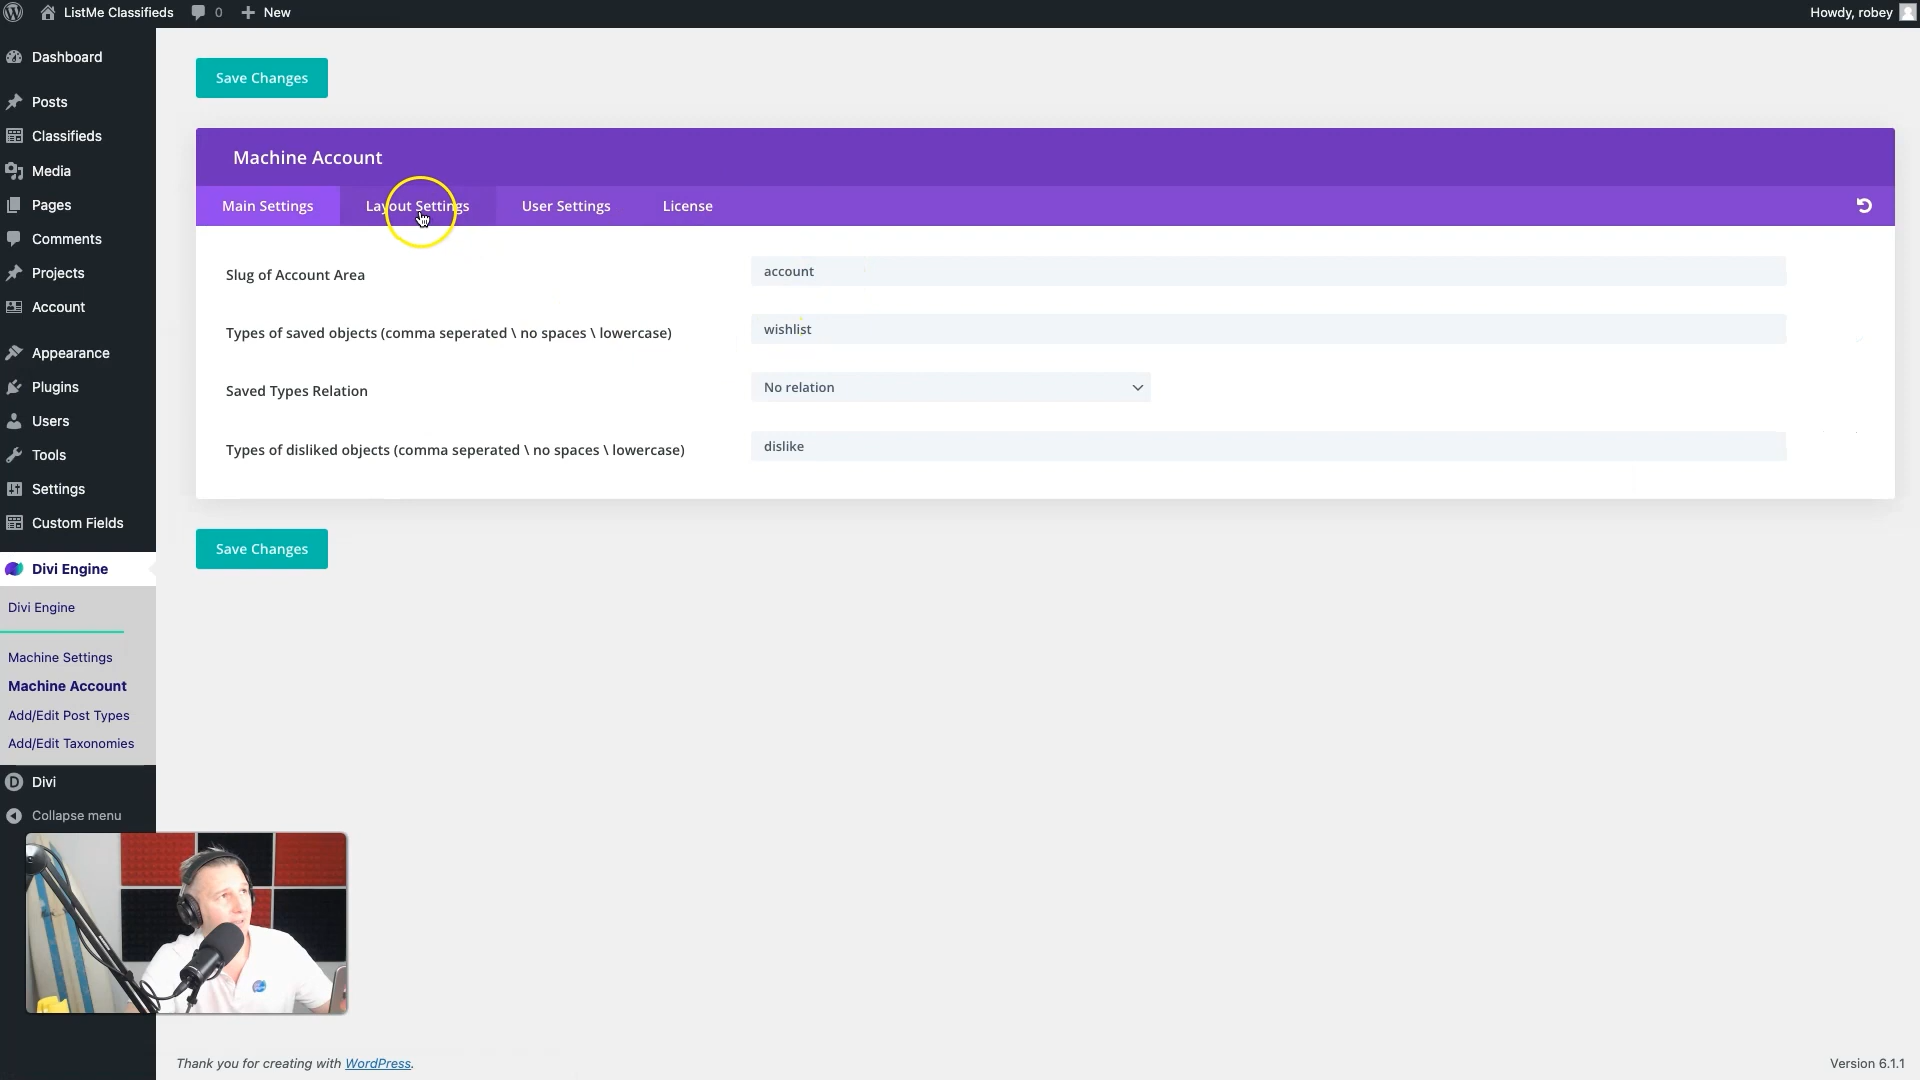 ListMe Classifieds
0
New
Howdy, robey
Dashboard
Posts
Classifieds
Media
Pages
Comments
Projects
Account
Appearance
Plugins
Users
Tools
Settings
Custom Fields
Divi Engine
Divi Engine
Machine Settings
Machine Account
Add/Edit Post Types
Add/Edit Taxonomies
D
Divi
Collapse menu
Save Changes
Machine Account
Main Settings
Layout Settings
User Settings
License
Slug of Account Area
account
Types of saved objects (comma seperated \ no spaces \ lowercase)
wishlist
Saved Types Relation
No relation
Types of disliked objects (comma seperated \ no spaces \ lowercase)
dislike
Save Changes
Thank you for creating with WordPress.
Version 6.1.1